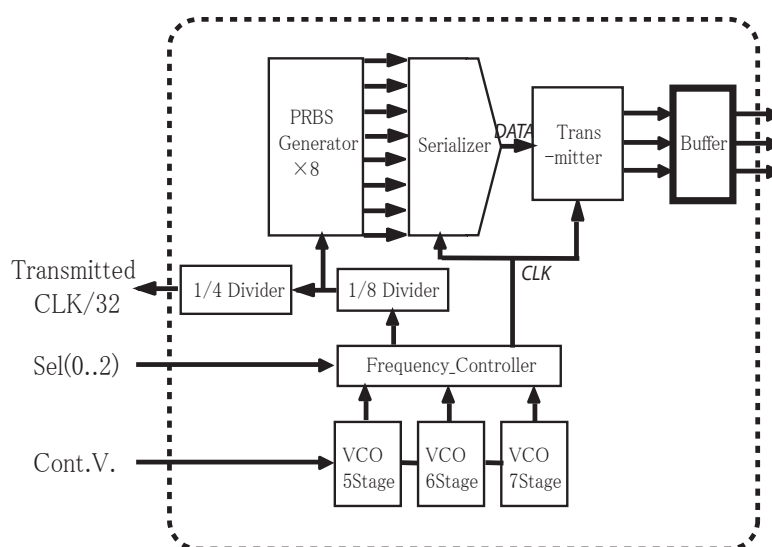 PRBS
Generator
×8
Serializer
DATA
Trans
-mitter
Buffer
CLK
Transmitted
CLK/32
1/4 Divider
1/8 Divider
Sel(0..2)
Frequency_Controller
Cont.V.
VCO
5Stage
VCO
6Stage
VCO
7Stage